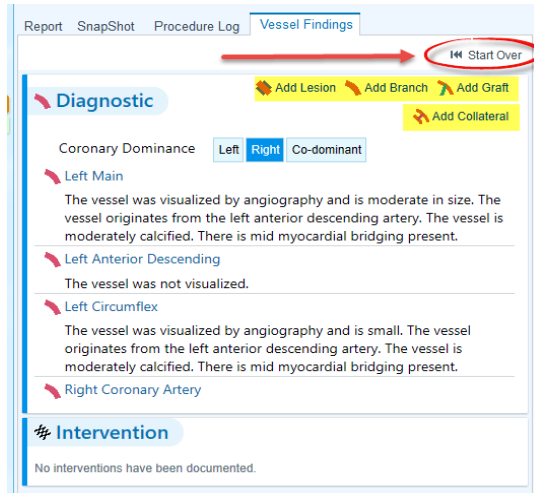 Report SnapShot Procedure Log Vessel Findings
Start Over
Diagnostic
Add Lesion Add Branch Add Graft
Add Collateral
Coronary Dominance Left Right Co-dominant
Left Main
The vessel was visualized by angiography and is moderate in size. The
vessel originates from the left anterior descending artery. The vessel is
moderately calcified. There is mid myocardial bridging present.
Left Anterior Descending
The vessel was not visualized.
Left Circumflex
The vessel was visualized by angiography and is small. The vessel
originates from the left anterior descending artery. The vessel is
moderately calcified. There is mid myocardial bridging present.
Right Coronary Artery
Intervention
No interventions have been documented.